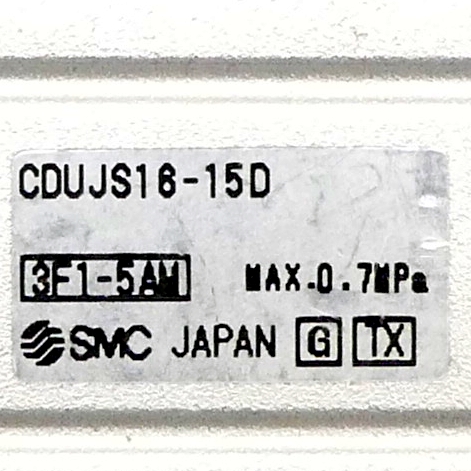 CDUJS16-15D
3F1-5AM MAX.0.7MPa
SMC JAPAN G TX